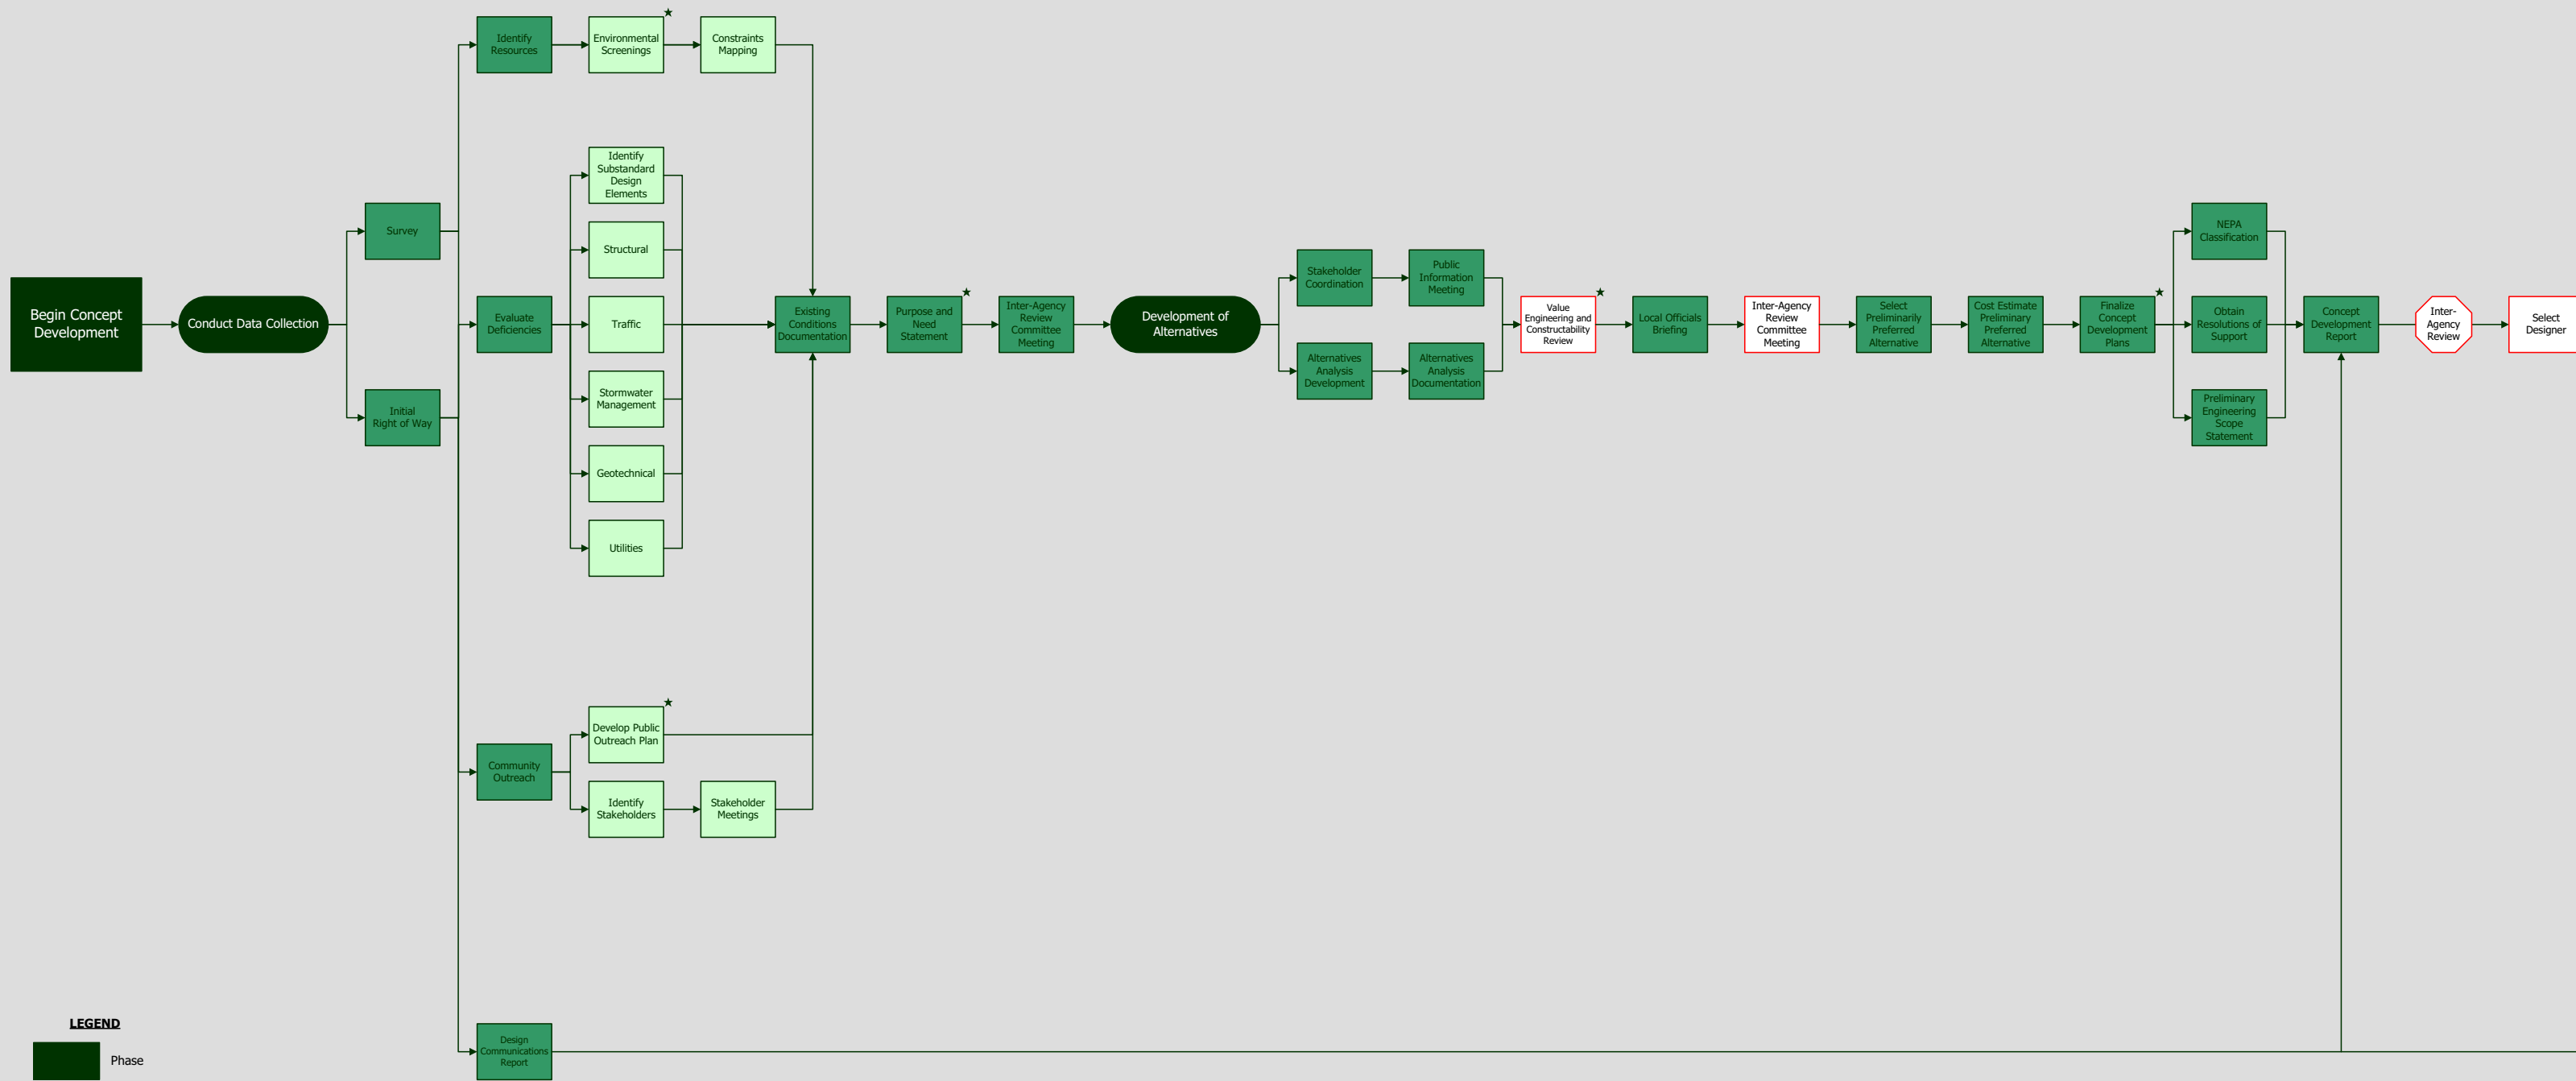 Begin Concept
Development
Conduct Data Collection
Survey
Initial
Right of Way
Identify
Resources
Environmental
Screenings
Constraints
Mapping
Evaluate
Deficiencies
Identify
Substandard
Design
Elements
Structural
Traffic
Stormwater
Management
Geotechnical
Utilities
Community
Outreach
Develop Public
Outreach Plan
Identify
Stakeholders
Stakeholder
Meetings
Design
Communications
Report
Existing
Conditions
Documentation
Purpose and
Need
Statement
Inter-Agency
Review
Committee
Meeting
Development of
Alternatives
Stakeholder
Coordination
Public
Information
Meeting
Alternatives
Analysis
Development
Alternatives
Analysis
Documentation
Value
Engineering and
Constructability
Review
Local Officials
Briefing
Inter-Agency
Review
Committee
Meeting
Select
Preliminarily
Preferred
Alternative
Cost Estimate
Preliminary
Preferred
Alternative
Finalize
Concept
Development
Plans
NEPA
Classification
Obtain
Resolutions of
Support
Preliminary
Engineering
Scope
Statement
Concept
Development
Report
Inter-
Agency
Review
Select
Designer
LEGEND
Phase